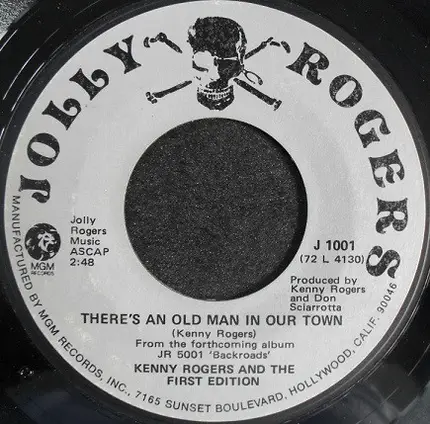 JOLLY ROGERS
Jolly
Rogers
Music
ASCAP
2:48
MGM
RECORDS
J 1001
(72 L 4130)
Produced by
Kenny Rogers
and Don
Sciarrotta
THERE'S AN OLD MAN IN OUR TOWN
(Kenny Rogers)
From the forthcoming album
JR 5001 'Backroads'
KENNY ROGERS AND THE
FIRST EDITION
MANUFACTURED BY MGM RECORDS, INC., 7165 SUNSET BOULEVARD, HOLLYWOOD, CALIF. 90046